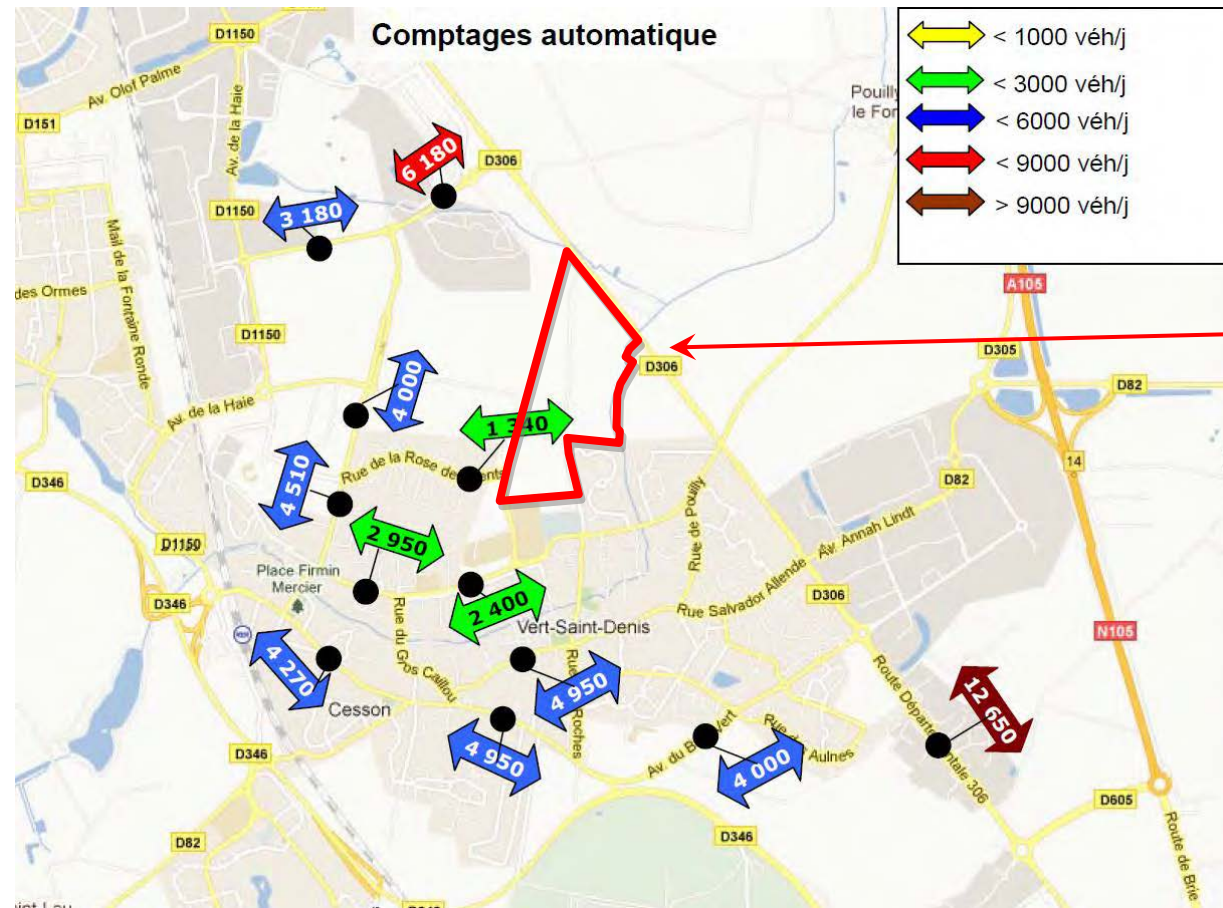 Comptages automatique
< 1000 véh/j
< 3000 véh/j
< 6000 véh/j
< 9000 véh/j
> 9000 véh/j
D1150
Av. Olof Palme
Av. de la Haie
D151
Pouilly
le For
D306
6 180
D1150
3 180
Mail de la Fontaine Ronde
des Ormes
A105
D1150
D305
D306
D82
4 000
Av. de la Haie
1 340
Rue de la Rose des Vents
14
D346
4 510
D82
Rue de Pouilly
Av. Annah Lindt
2 950
D1150
Place Firmin
Mercier
D346
2 400
Rue Salvador Allende
D306
Rue du Gros Caillou
Vert-Saint-Denis
N105
4 270
Cesson
4 950
Roches
Route Départementale 306
12 650
4 950
Av. du Bois Vert
Rue des Aulnes
4 000
D346
D605
D82
D346
Route de Brie